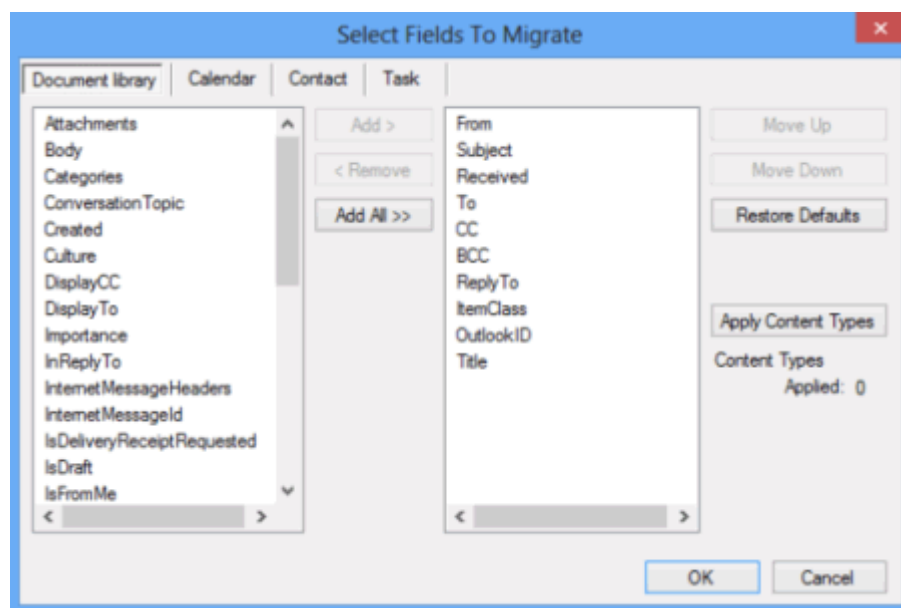 Select Fields To Migrate
Document library
Calendar
Contact
Task
Attachments
Body
Categories
ConversationTopic
Created
Culture
DisplayCC
DisplayTo
Importance
InReplyTo
InternetMessageHeaders
InternetMessageId
IsDeliveryReceiptRequested
IsDraft
IsFromMe
Add >
< Remove
Add All >>
From
Subject
Received
To
CC
BCC
ReplyTo
ItemClass
OutlookID
Title
Move Up
Move Down
Restore Defaults
Apply Content Types
Content Types
Applied: 0
OK
Cancel